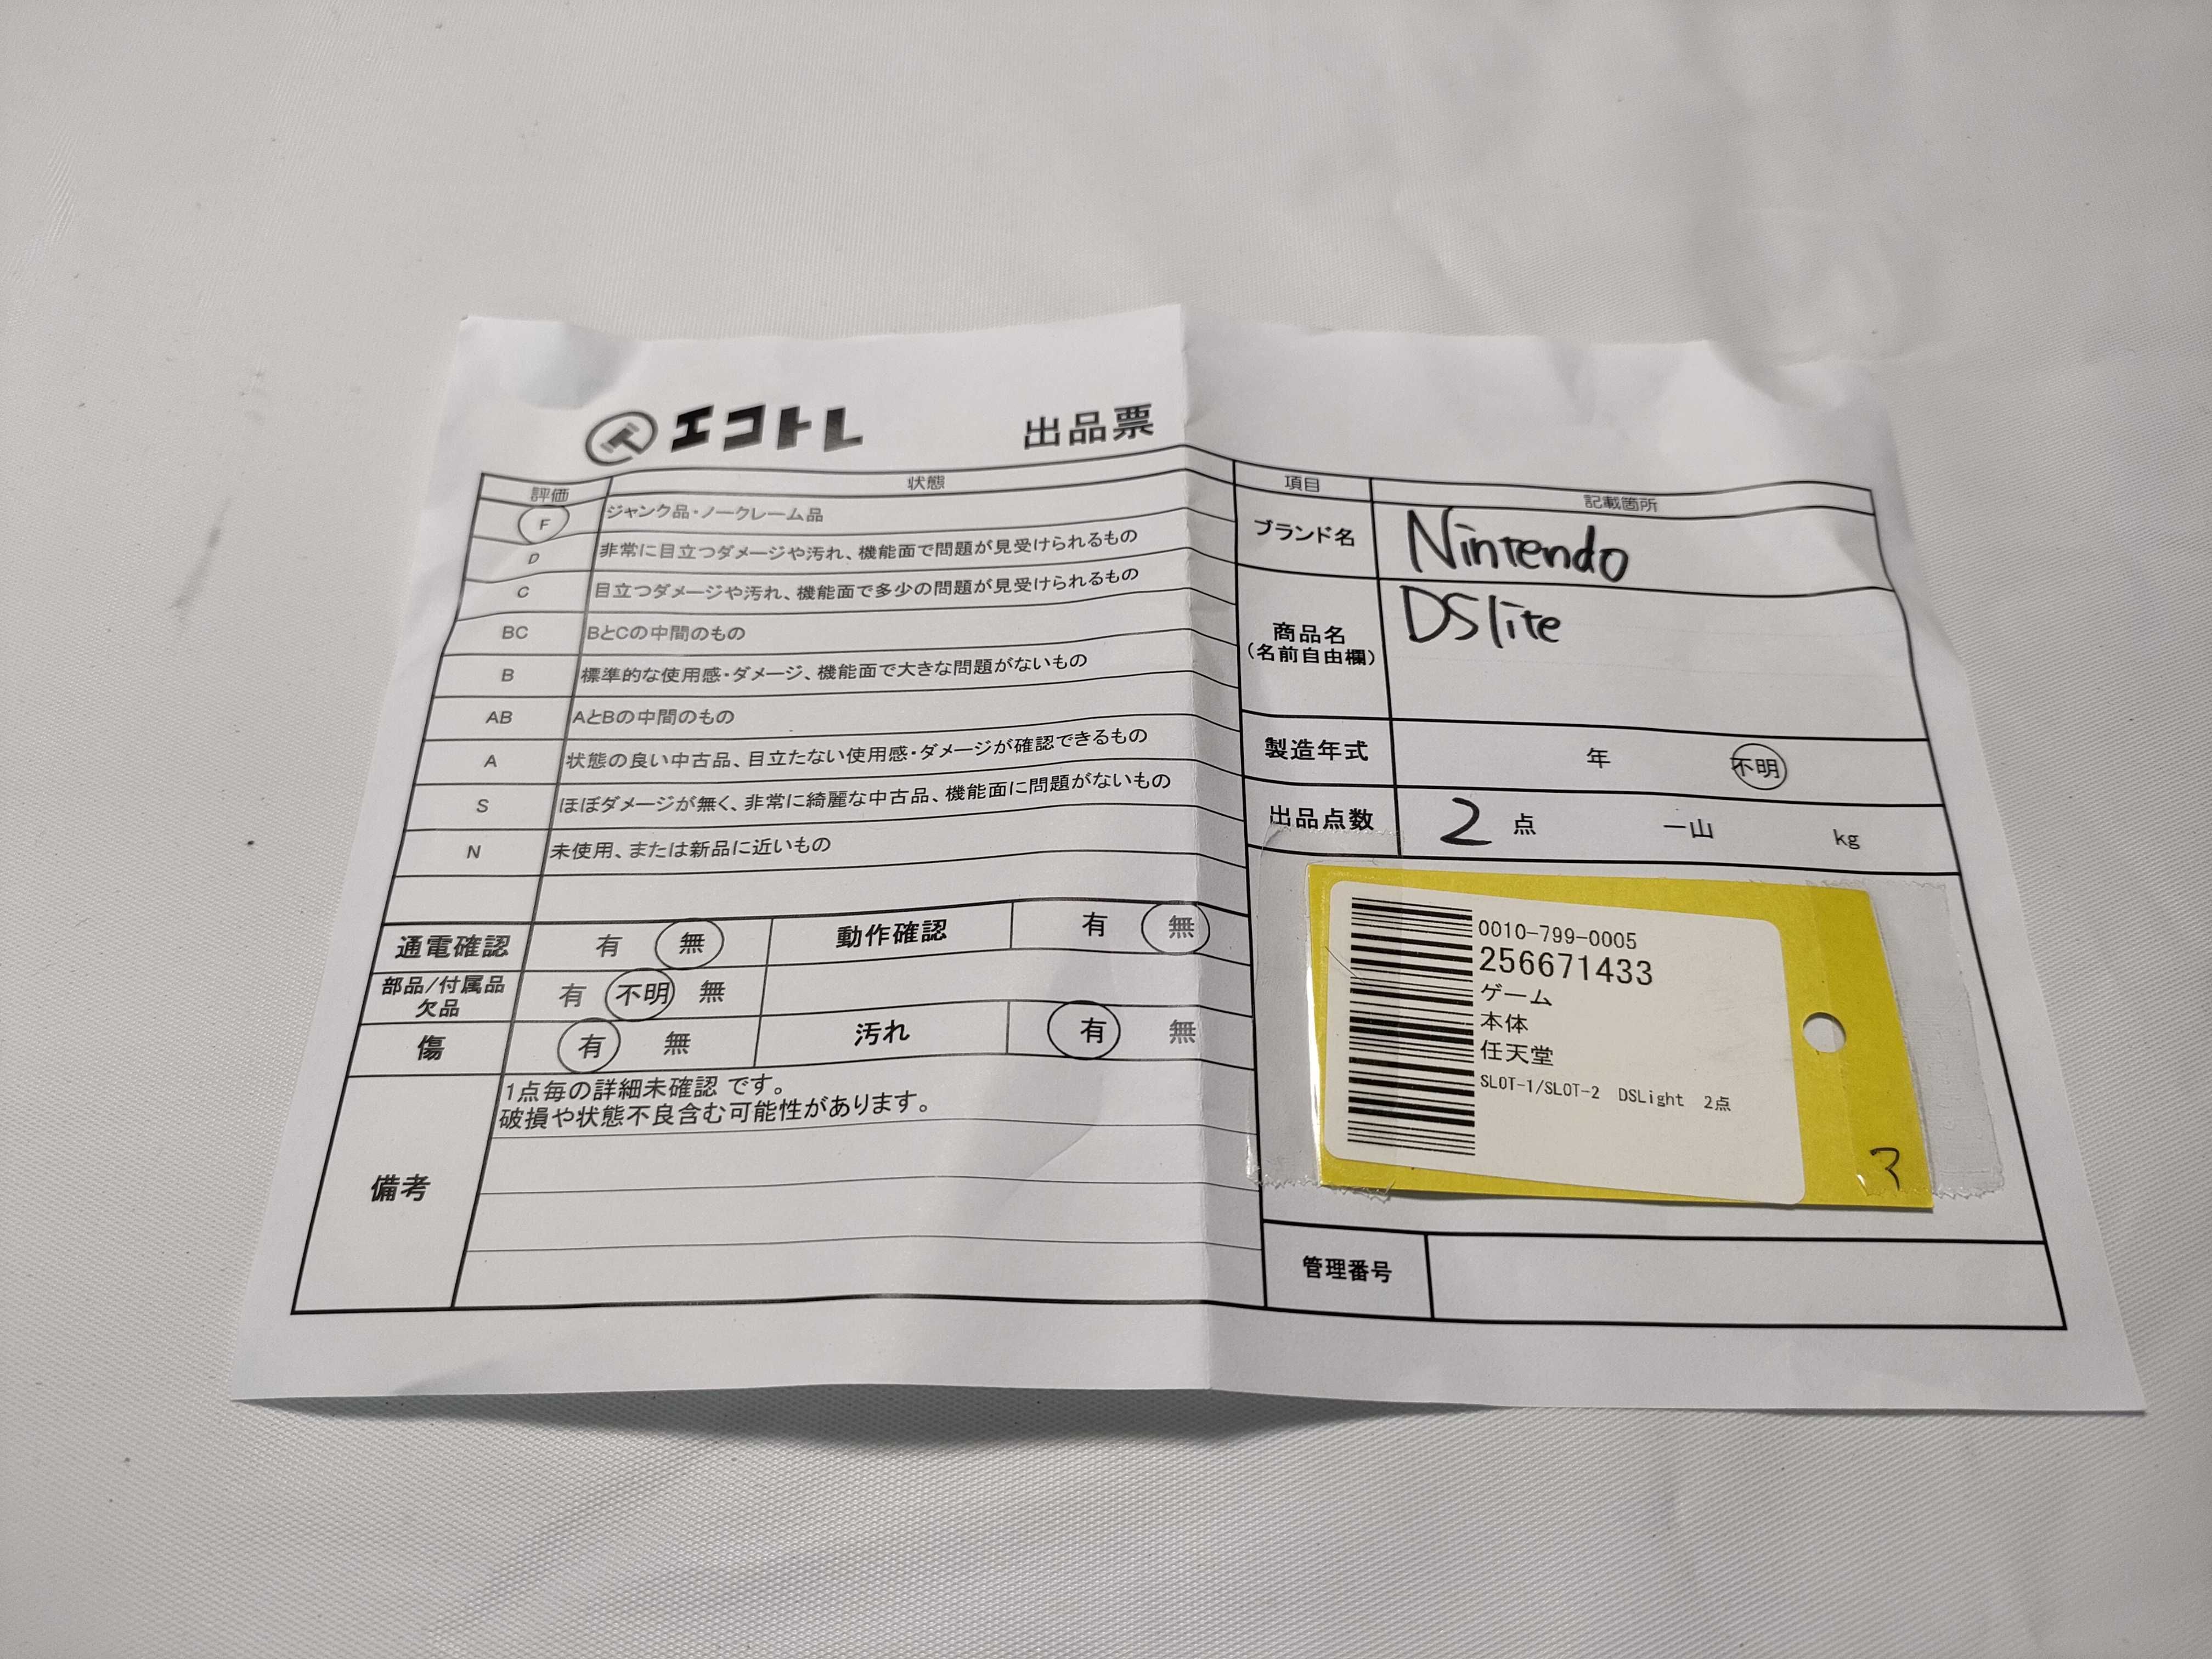 エコトレ 出品票
評価 状態
F ジャンク品・ノークレーム品
D 非常に目立つダメージや汚れ、機能面で問題が見受けられるもの
C 目立つダメージや汚れ、機能面で多少の問題が見受けられるもの
BC BとCの中間のもの
B 標準的な使用感・ダメージ、機能面で大きな問題がないもの
AB AとBの中間のもの
A 状態の良い中古品、目立たない使用感・ダメージが確認できるもの
S ほぼダメージが無く、非常に綺麗な中古品、機能面に問題がないもの
N 未使用、または新品に近いもの
通電確認 有 無 動作確認 有 無
部品/付属品
欠品 有 不明 無
傷 有 無 汚れ 有 無
備考
1点毎の詳細未確認 です。
破損や状態不良含む可能性があります。
項目 記載箇所
ブランド名 Nintendo
商品名
(名前自由欄) DSlite
製造年式 年 不明
出品点数 2 点 一山 kg
0010-799-0005
256671433
ゲーム
本体
任天堂
SLOT-1/SLOT-2 DSLight 2点
管理番号